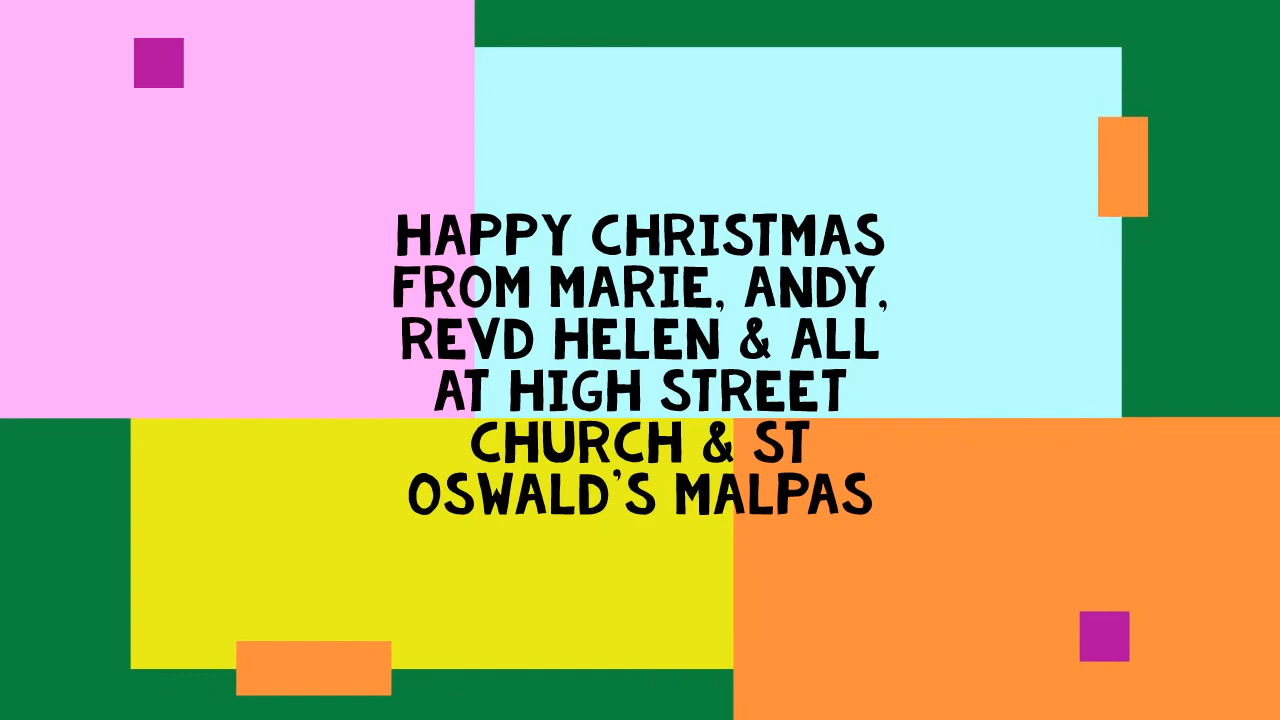 HAPPY CHRISTMAS
FROM MARIE, ANDY,
REVD HELEN & ALL
AT HIGH STREET
CHURCH & ST
OSWALD'S MALPAS